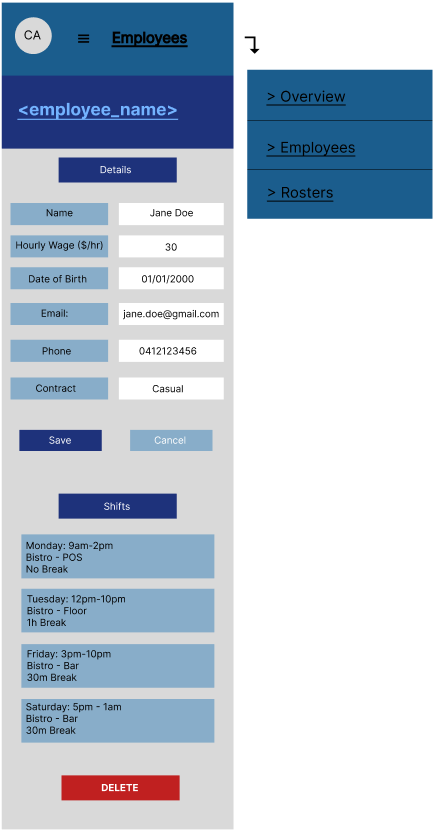 CA
≡ Employees
<employee_name>
Details
Name Jane Doe
Hourly Wage ($/hr) 30
Date of Birth 01/01/2000
Email: jane.doe@gmail.com
Phone 0412123456
Contract Casual
Save Cancel
Shifts
Monday: 9am-2pm
Bistro - POS
No Break
Tuesday: 12pm-10pm
Bistro - Floor
1h Break
Friday: 3pm-10pm
Bistro - Bar
30m Break
Saturday: 5pm - 1am
Bistro - Bar
30m Break
DELETE
> Overview
> Employees
> Rosters